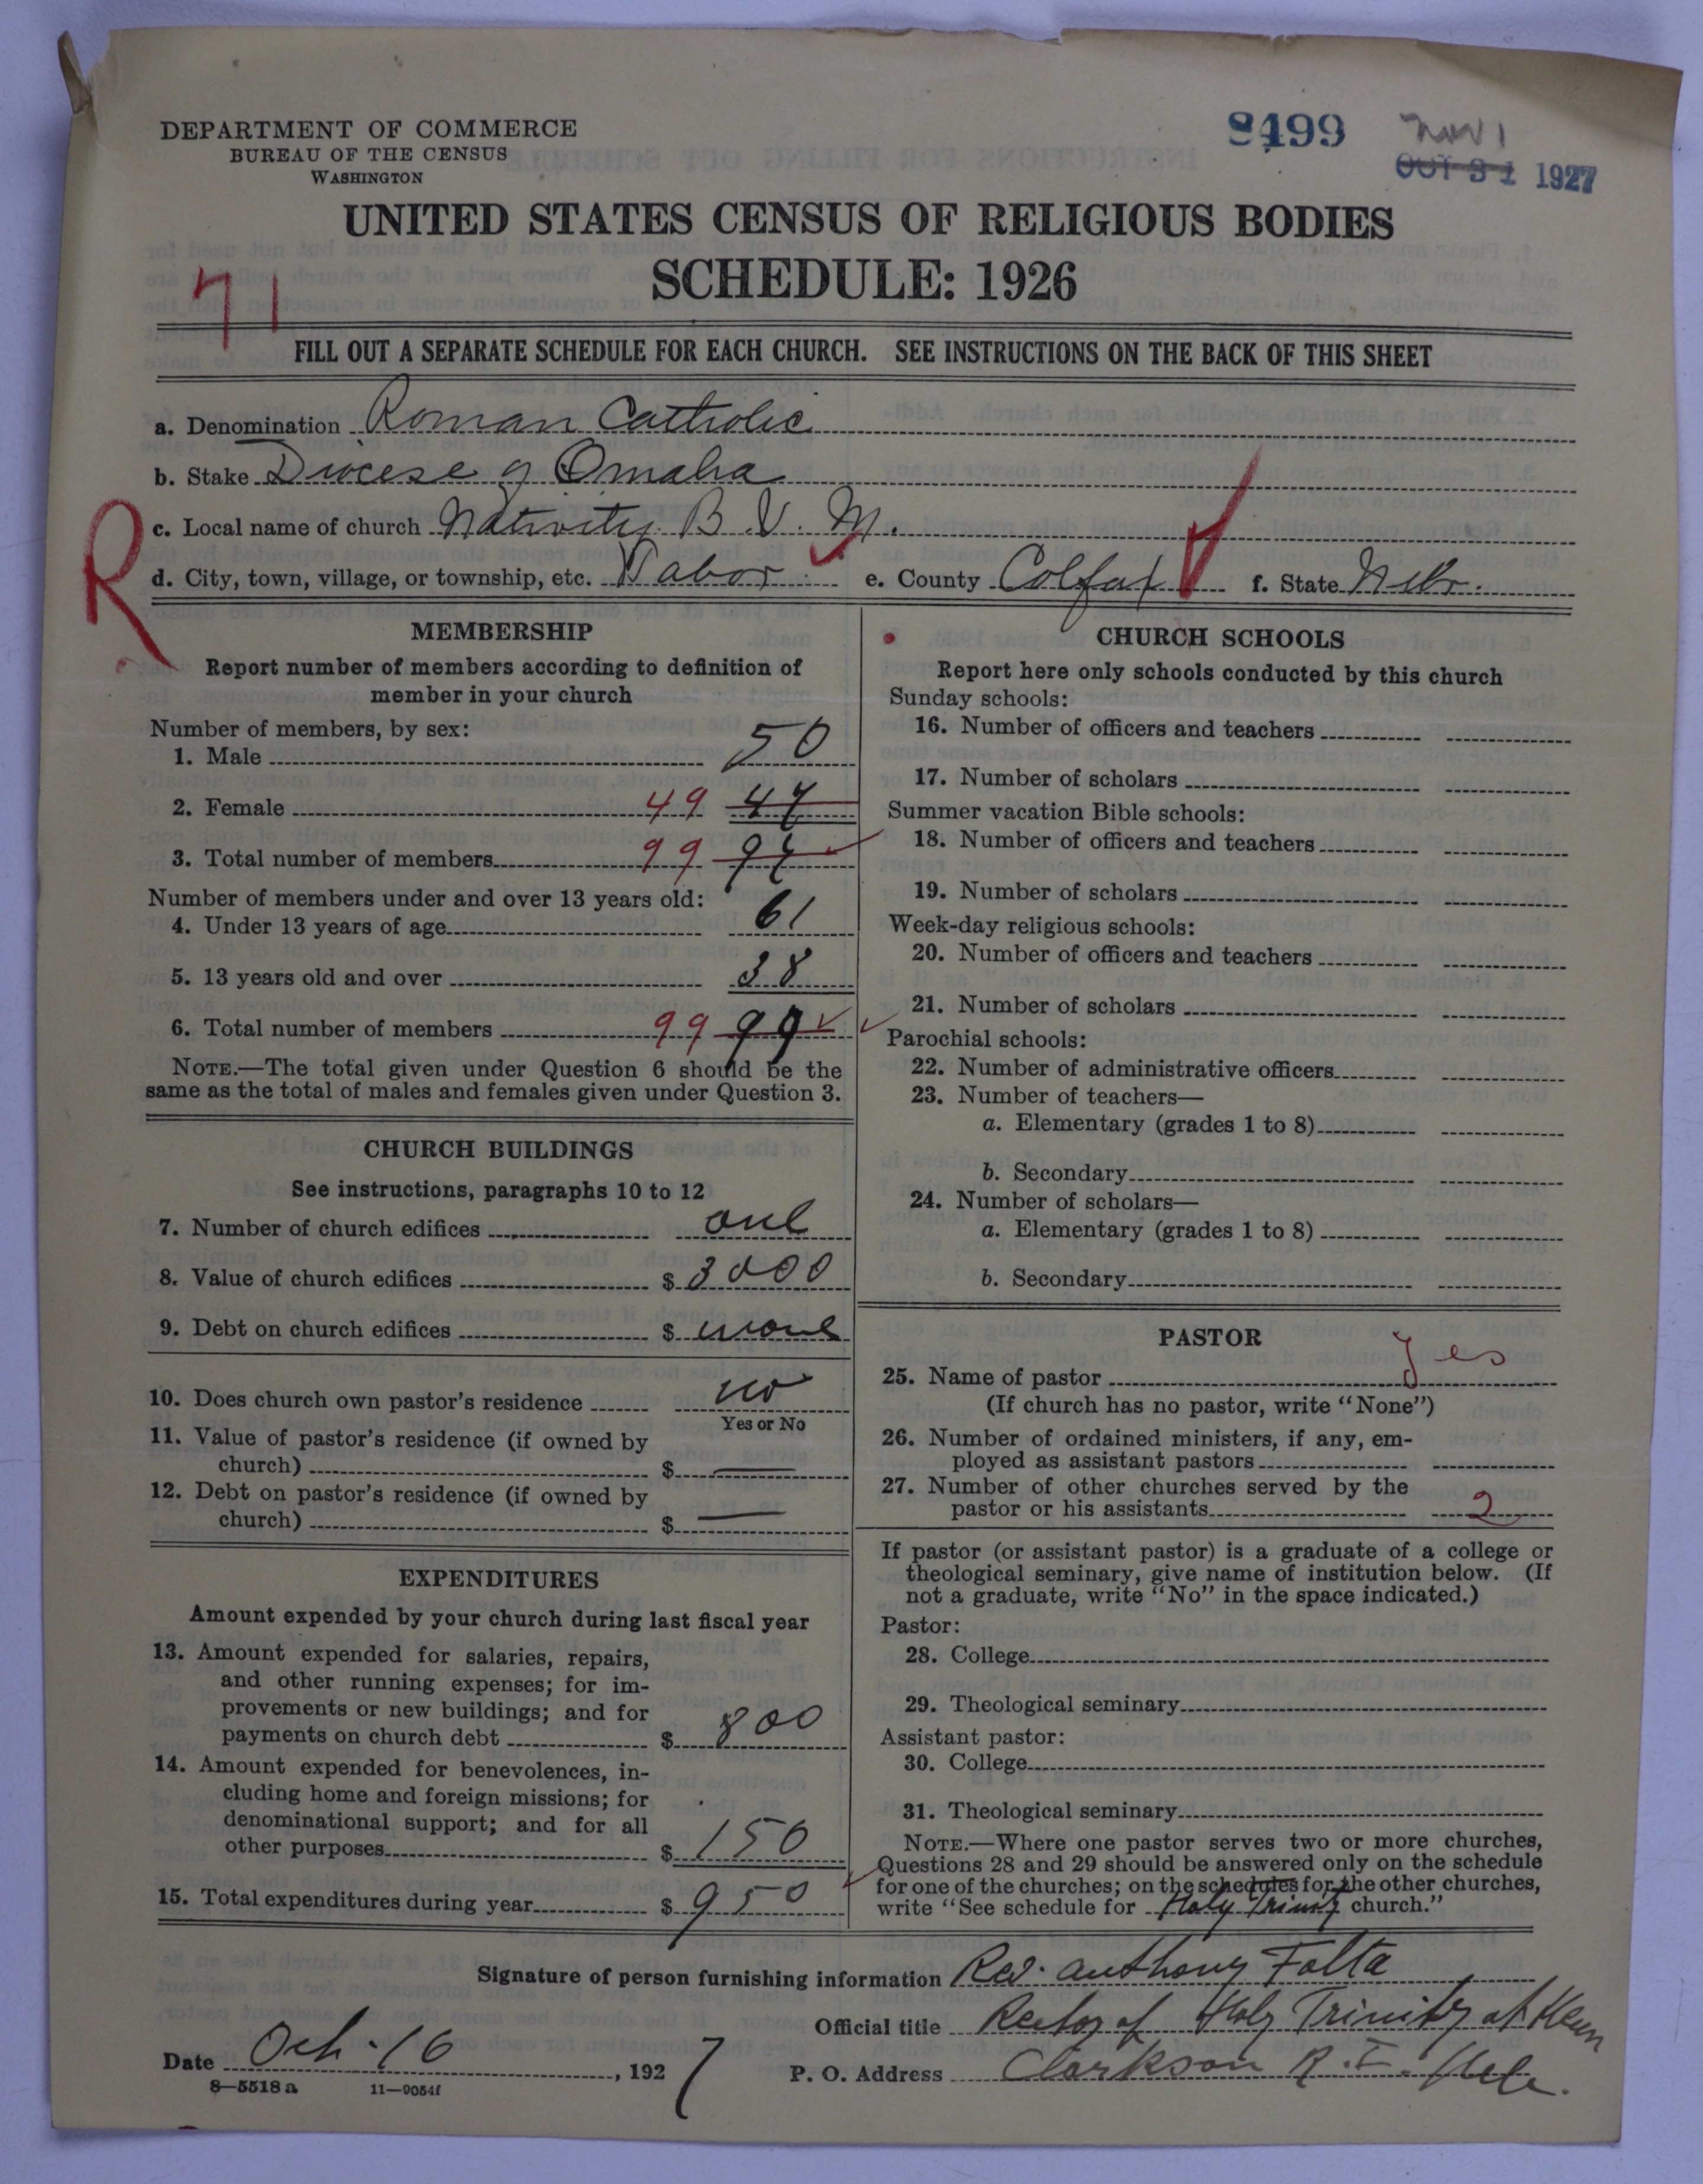 DEPARTMENT OF COMMERCE
BUREAU OF THE CENSUS
WASHINGTON
8499
Nov 1
OCT 31 1927
UNITED STATES CENSUS OF RELIGIOUS BODIES
SCHEDULE: 1926
71
FILL OUT A SEPARATE SCHEDULE FOR EACH CHURCH. SEE INSTRUCTIONS ON THE BACK OF THIS SHEET
a. Denomination Roman Catholic
b. Stake Diocese of Omaha
c. Local name of church Nativity B. V. M.
R
d. City, town, village, or township, etc. Tabor e. County Colfax f. State Nebr.
MEMBERSHIP
Report number of members according to definition of
member in your church
Number of members, by sex:
1. Male 50
2. Female 49 47
3. Total number of members 99 97
Number of members under and over 13 years old:
4. Under 13 years of age 61
5. 13 years old and over 38
6. Total number of members 99 99
NOTE.—The total given under Question 6 should be the
same as the total of males and females given under Question 3.
CHURCH BUILDINGS
See instructions, paragraphs 10 to 12
7. Number of church edifices one
8. Value of church edifices $ 3000
9. Debt on church edifices $ none
10. Does church own pastor's residence no
Yes or No
11. Value of pastor's residence (if owned by
church) $ —
12. Debt on pastor's residence (if owned by
church) $ —
EXPENDITURES
Amount expended by your church during last fiscal year
13. Amount expended for salaries, repairs,
and other running expenses; for im-
provements or new buildings; and for
payments on church debt $ 800
14. Amount expended for benevolences, in-
cluding home and foreign missions; for
denominational support; and for all
other purposes $ 150
15. Total expenditures during year $ 950
CHURCH SCHOOLS
Report here only schools conducted by this church
Sunday schools:
16. Number of officers and teachers
17. Number of scholars
Summer vacation Bible schools:
18. Number of officers and teachers
19. Number of scholars
Week-day religious schools:
20. Number of officers and teachers
21. Number of scholars
Parochial schools:
22. Number of administrative officers
23. Number of teachers—
a. Elementary (grades 1 to 8)
b. Secondary
24. Number of scholars—
a. Elementary (grades 1 to 8)
b. Secondary
PASTOR
25. Name of pastor Yes
(If church has no pastor, write "None")
26. Number of ordained ministers, if any, em-
ployed as assistant pastors
27. Number of other churches served by the
pastor or his assistants 2
If pastor (or assistant pastor) is a graduate of a college or
theological seminary, give name of institution below. (If
not a graduate, write "No" in the space indicated.)
Pastor:
28. College
29. Theological seminary
Assistant pastor:
30. College
31. Theological seminary
NOTE.—Where one pastor serves two or more churches,
Questions 28 and 29 should be answered only on the schedule
for one of the churches; on the schedules for the other churches,
write "See schedule for Holy Trinity church."
Signature of person furnishing information Rev. Anthony Folta
Official title Rector of Holy Trinity at
Date Oct. 16, 1927 P. O. Address Clarkson R.
8—5518 a 11—9054f